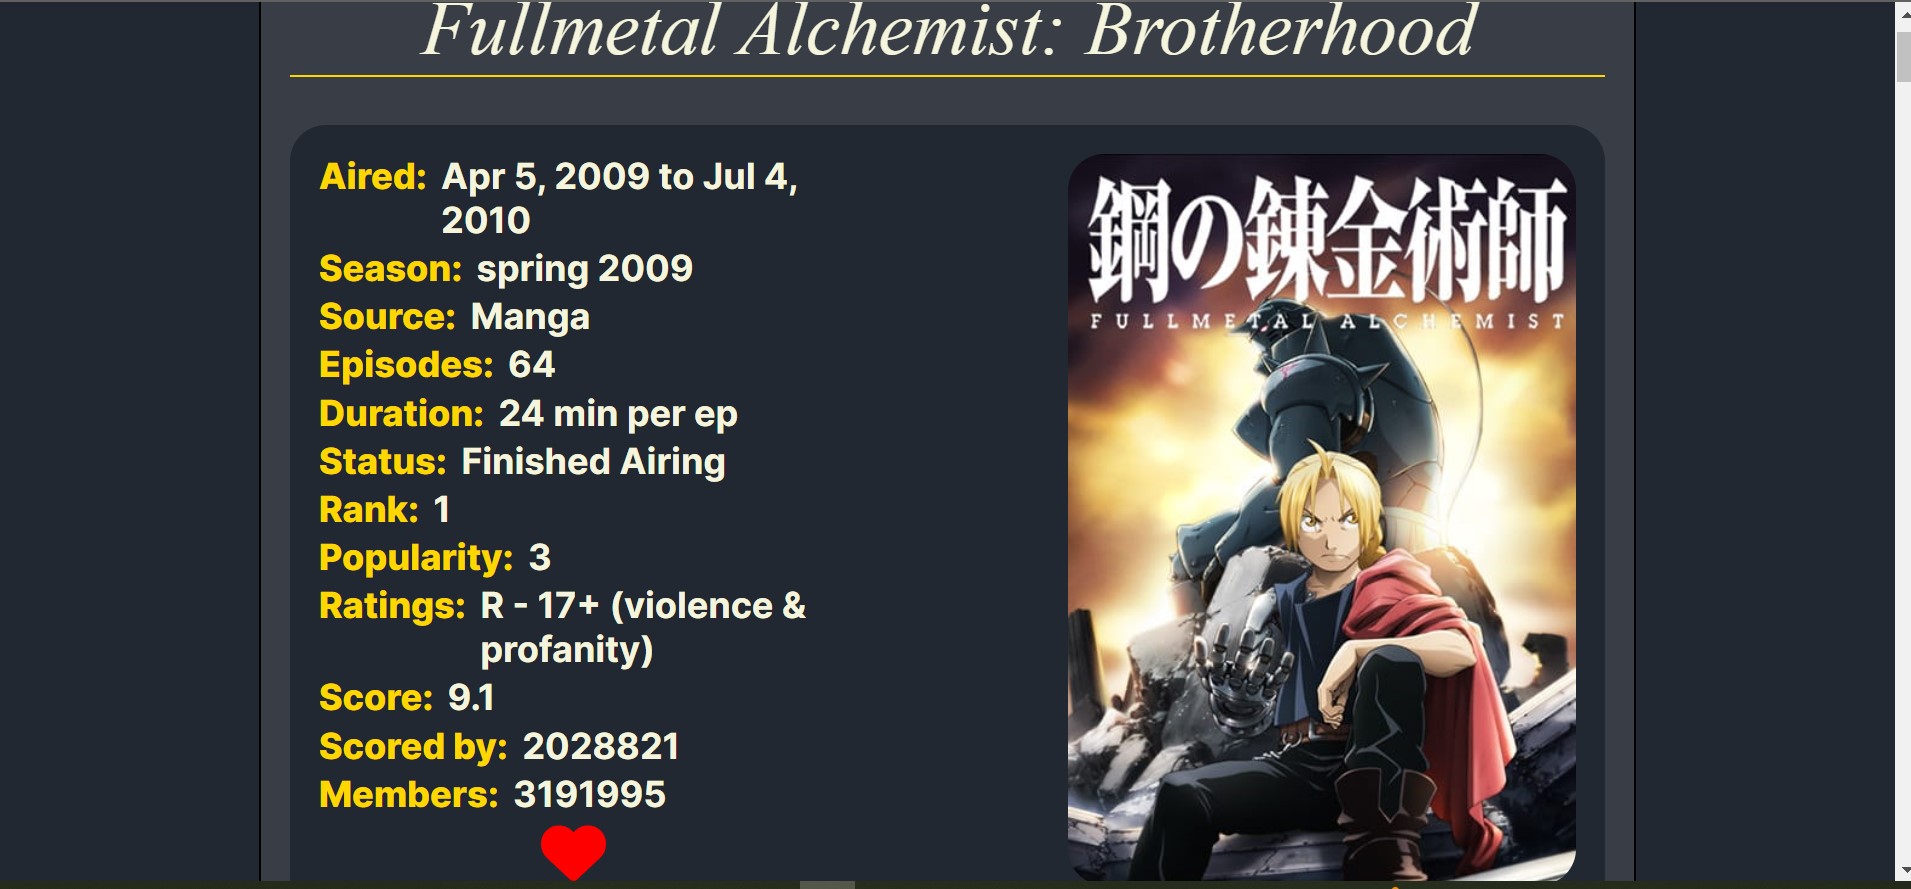 Fullmetal Alchemist: Brotherhood
Aired: Apr 5, 2009 to Jul 4,
2010
Season: spring 2009
Source: Manga
Episodes: 64
Duration: 24 min per ep
Status: Finished Airing
Rank: 1
Popularity: 3
Ratings: R - 17+ (violence &
profanity)
Score: 9.1
Scored by: 2028821
Members: 3191995
鋼の錬金術師
FULLMETAL ALCHEMIST